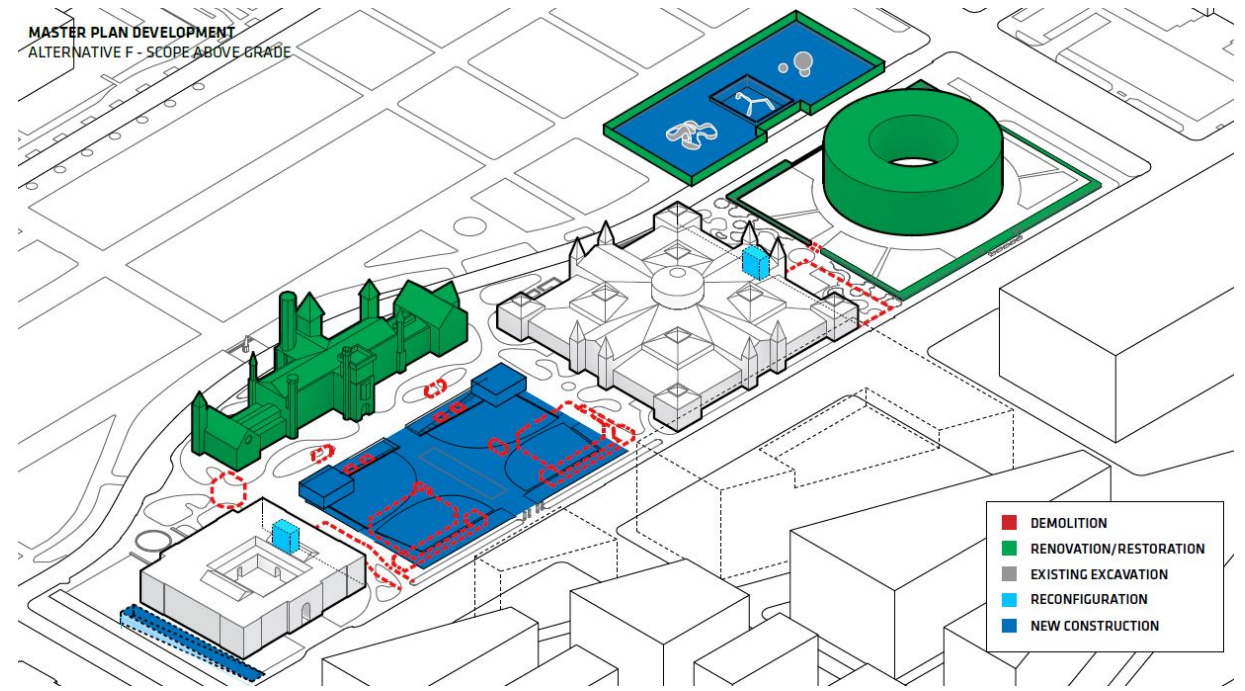 MASTER PLAN DEVELOPMENT
ALTERNATIVE F - SCOPE ABOVE GRADE
DEMOLITION
RENOVATION/RESTORATION
EXISTING EXCAVATION
RECONFIGURATION
NEW CONSTRUCTION